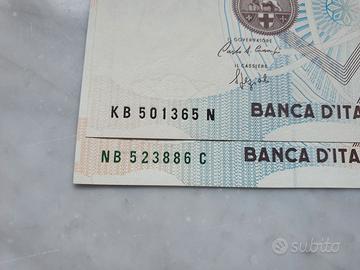 IL GOVERNATORE
IL CASSIERE
KB 501365 N
BANCA D'ITA
NB 523886 C
BANCA D'ITA
subito